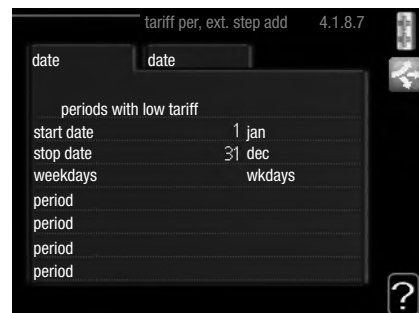 tariff per, ext. step add 4.1.8.7
date date
periods with low tariff
start date 1 jan
stop date 31 dec
weekdays wkdays
period
period
period
period
?